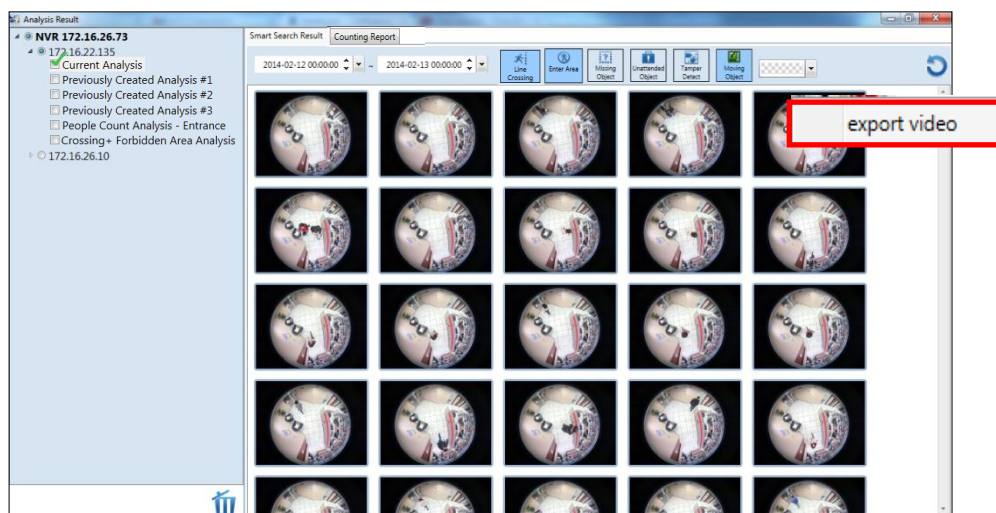 Analysis Result
NVR 172.16.26.73
172.16.22.135
Current Analysis
Previously Created Analysis #1
Previously Created Analysis #2
Previously Created Analysis #3
People Count Analysis - Entrance
Crossing+ Forbidden Area Analysis
172.16.26.10
Smart Search Result
Counting Report
2014-02-12 00:00:00 ~ 2014-02-13 00:00:00
Line Crossing
Enter Area
Missing Object
Unattended Object
Tamper Detect
Moving Object
export video